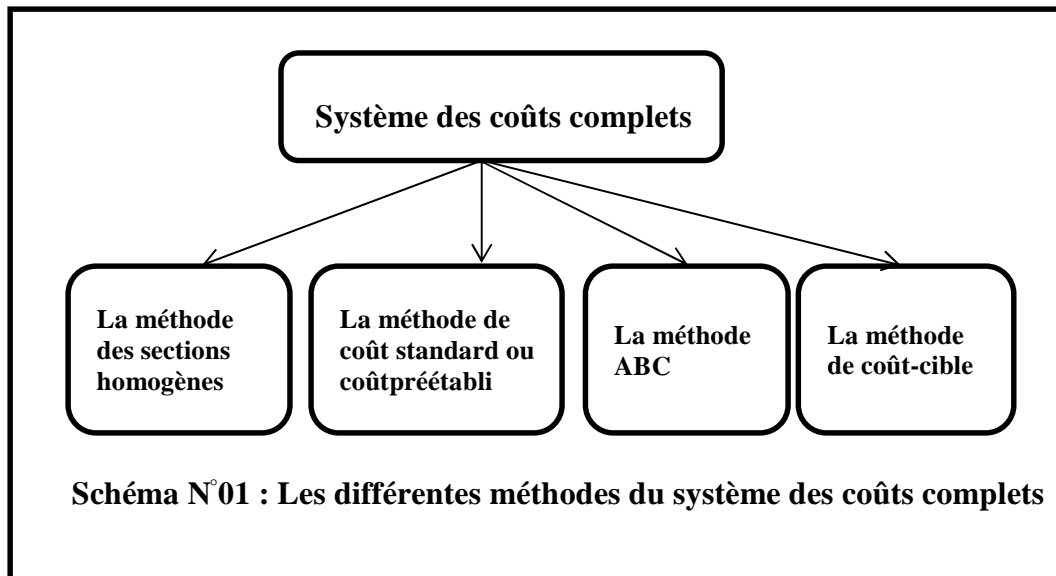 Système des coûts complets
La méthode
des sections
homogènes
La méthode de
coût standard ou
coûtpréétabli
La méthode
ABC
La méthode
de coût-cible
Schéma N°01 : Les différentes méthodes du système des coûts complets